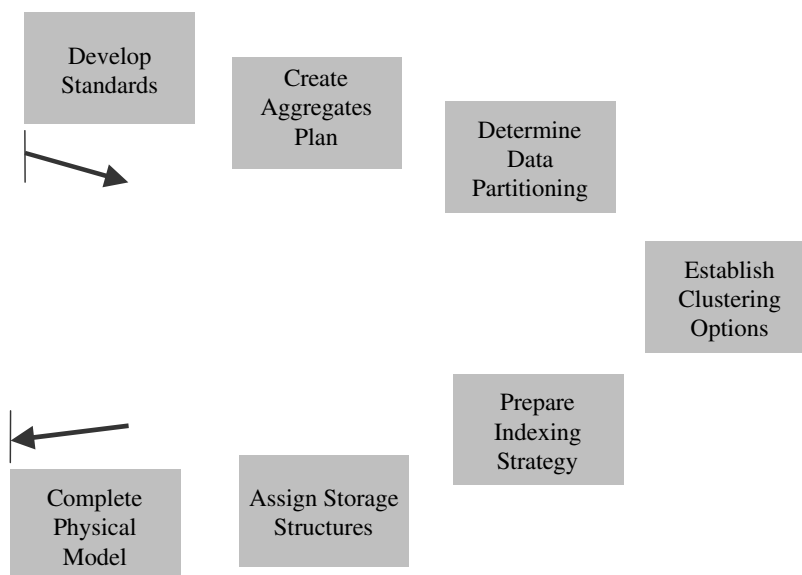 Develop
Standards
Create
Aggregates
Plan
Determine
Data
Partitioning
Establish
Clustering
Options
Prepare
Indexing
Strategy
Assign Storage
Structures
Complete
Physical
Model